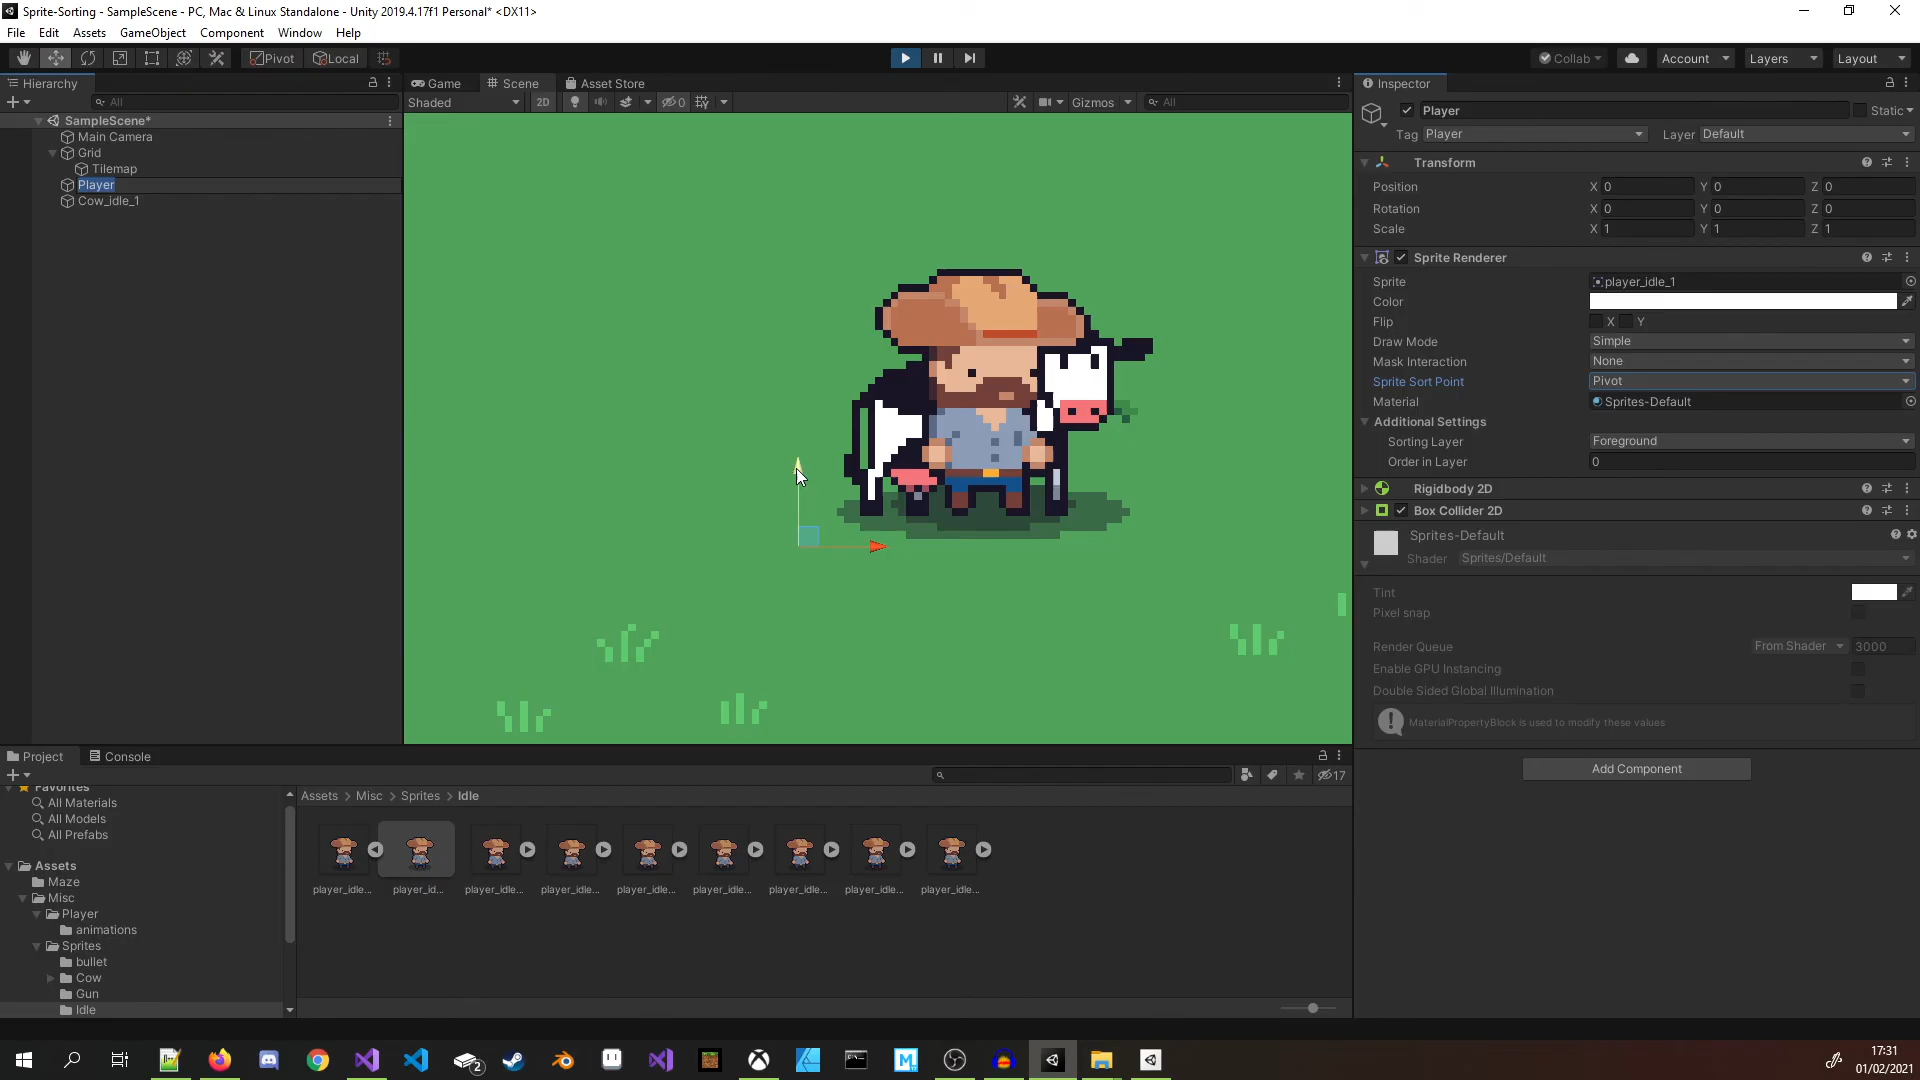 Sprite-Sorting - SampleScene - PC, Mac & Linux Standalone - Unity 2019.4.17f1 Personal* <DX11>
File Edit Assets GameObject Component Window Help
Pivot Local Collab Account Layers Layout
Hierarchy Game Scene Asset Store Inspector
All Shaded 2D 0 Gizmos All
Player Static
Tag Player Layer Default
SampleScene*
Main Camera
Grid
Tilemap
Player
Cow_idle_1
Transform
Position X 0 Y 0 Z 0
Rotation X 0 Y 0 Z 0
Scale X 1 Y 1 Z 1
Sprite Renderer
Sprite player_idle_1
Color
Flip X Y
Draw Mode Simple
Mask Interaction None
Sprite Sort Point Pivot
Material Sprites-Default
Additional Settings
Sorting Layer Foreground
Order in Layer 0
Rigidbody 2D
Box Collider 2D
Sprites-Default
Shader Sprites/Default
Tint
Pixel snap
Render Queue From Shader 3000
Enable GPU Instancing
Double Sided Global Illumination
MaterialPropertyBlock is used to modify these values
Add Component
Project Console
17
Favorites
All Materials
All Models
All Prefabs
Assets
Maze
Misc
Player
animations
Sprites
bullet
Cow
Gun
Idle
Assets > Misc > Sprites > Idle
player_idle... player_id... player_idle... player_idle... player_idle... player_idle... player_idle... player_idle... player_idle...
2
17:31
01/02/2021